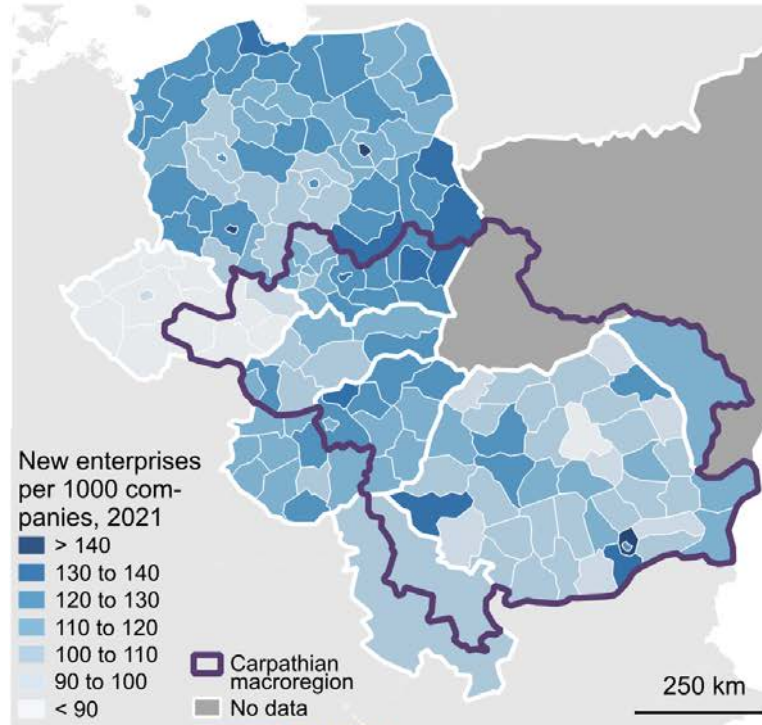 New enterprises
per 1000 com-
panies, 2021
> 140
130 to 140
120 to 130
110 to 120
100 to 110
90 to 100
< 90
Carpathian
macroregion
No data
250 km